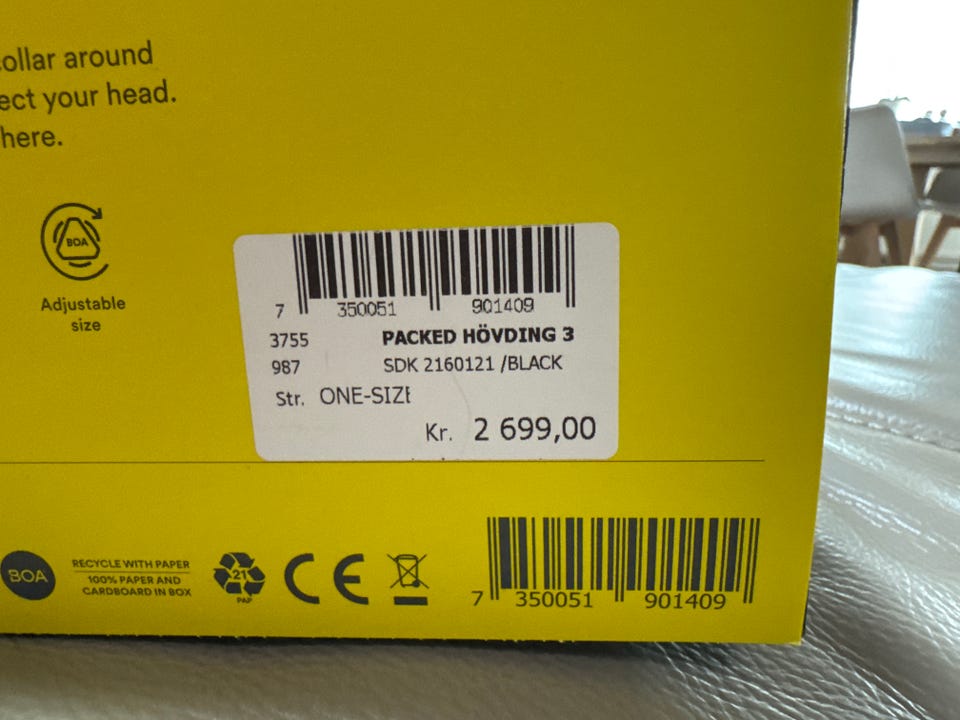 ollar around
ect your head.
here.
BOA
Adjustable
size
7 350051 901409
3755 PACKED HÖVDING 3
987 SDK 2160121 /BLACK
Str. ONE-SIZE
Kr. 2 699,00
BOA
RECYCLE WITH PAPER
100% PAPER AND
CARDBOARD IN BOX
21
PAP
CE
7 350051 901409